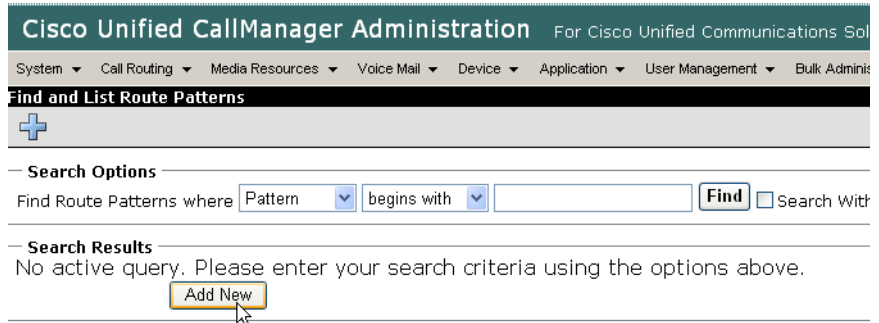 Cisco Unified CallManager Administration For Cisco Unified Communications Sol
System Call Routing Media Resources Voice Mail Device Application User Management Bulk Adminis
Find and List Route Patterns
Search Options
Find Route Patterns where Pattern begins with Find Search With
Search Results
No active query. Please enter your search criteria using the options above.
Add New